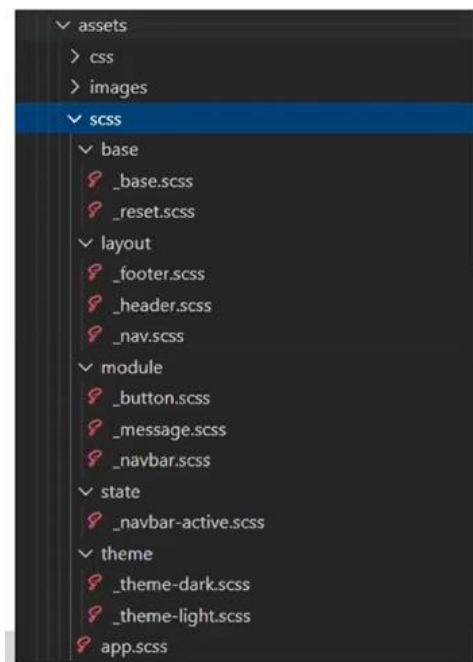 assets
css
images
scss
base
_base.scss
_reset.scss
layout
_footer.scss
_header.scss
_nav.scss
module
_button.scss
_message.scss
_navbar.scss
state
_navbar-active.scss
theme
_theme-dark.scss
_theme-light.scss
app.scss